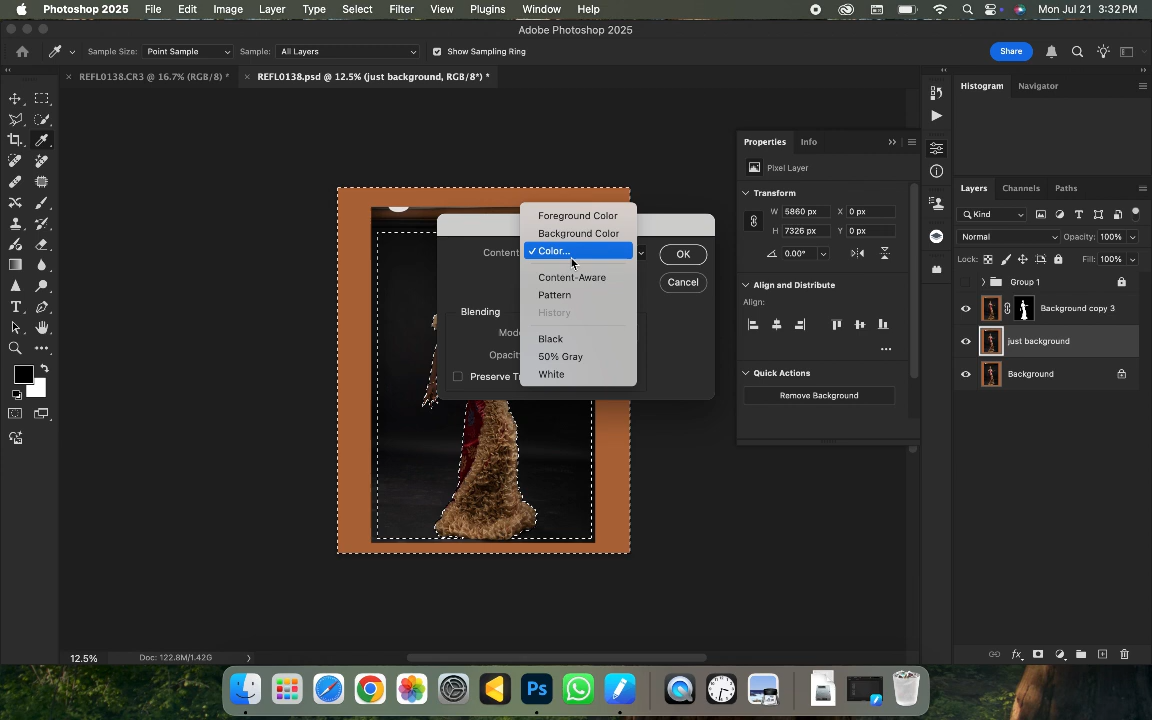 Photoshop 2025 File Edit Image Layer Type Select Filter View Plugins Window Help Mon Jul 21 3:32 PM
Adobe Photoshop 2025
Sample Size: Point Sample Sample: All Layers Show Sampling Ring Share
REFL0138.CR3 @ 16.7% (RGB/8) * REFL0138.psd @ 12.5% (just background, RGB/8*) *
Histogram Navigator
Properties Info
Pixel Layer
Transform
W 5860 px X 0 px
H 7326 px Y 0 px
0.00°
Align and Distribute
Align:
Quick Actions
Remove Background
Layers Channels Paths
Kind
Normal Opacity: 100%
Lock: Fill: 100%
Group 1
Background copy 3
just background
Background
Foreground Color
Background Color
Content ✓ Color... OK
Content-Aware Cancel
Pattern
Blending History
Mod Black
Opacit 50% Gray
Preserve T White
12.5% Doc: 122.8M/1.42G
Ps